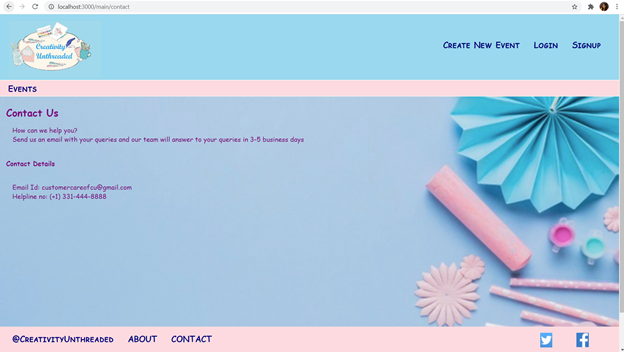 localhost:3000/main/contact
Creativity
Unthreaded
Create New Event Login Signup
Events
Contact Us
How can we help you?
Send us an email with your queries and our team will answer to your queries in 3-5 business days
Contact Details
Email Id: customercareofcu@gmail.com
Helpline no: (+1) 331-444-8888
@CreativityUnthreaded ABOUT CONTACT